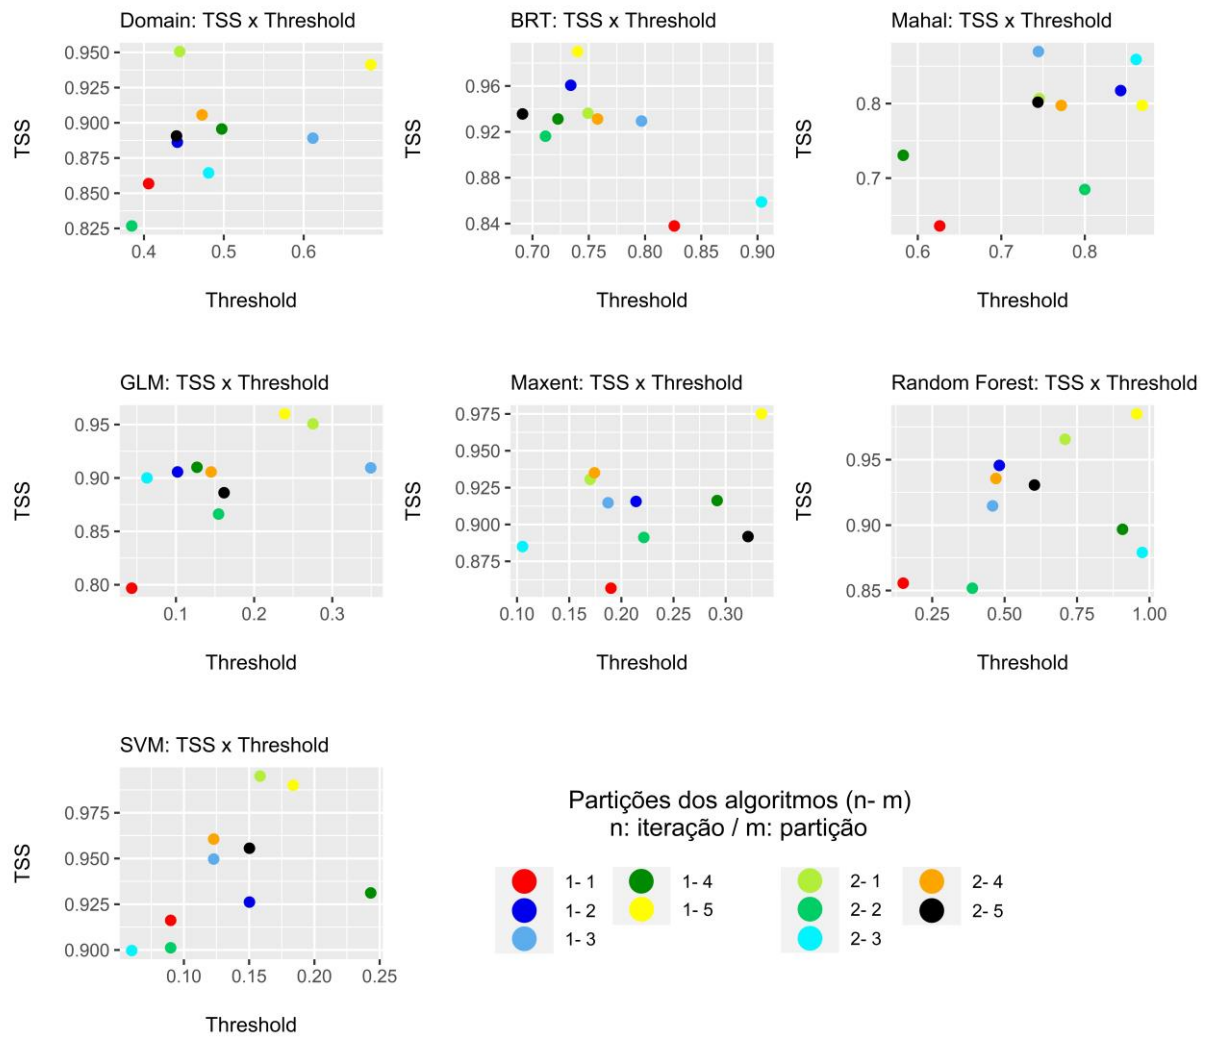 Domain: TSS x Threshold
TSS
0.950
0.925
0.900
0.875
0.850
0.825
0.4 0.5 0.6
Threshold
BRT: TSS x Threshold
TSS
0.96
0.92
0.88
0.84
0.70 0.75 0.80 0.85 0.90
Threshold
Mahal: TSS x Threshold
TSS
0.8
0.7
0.6 0.7 0.8
Threshold
GLM: TSS x Threshold
TSS
0.95
0.90
0.85
0.80
0.1 0.2 0.3
Threshold
Maxent: TSS x Threshold
TSS
0.975
0.950
0.925
0.900
0.875
0.10 0.15 0.20 0.25 0.30
Threshold
Random Forest: TSS x Threshold
TSS
0.95
0.90
0.85
0.25 0.50 0.75 1.00
Threshold
SVM: TSS x Threshold
TSS
0.975
0.950
0.925
0.900
0.10 0.15 0.20 0.25
Threshold
Partições dos algoritmos (n- m)
n: iteração / m: partição
1- 1 1- 4 2- 1 2- 4
1- 2 1- 5 2- 2 2- 5
1- 3 2- 3